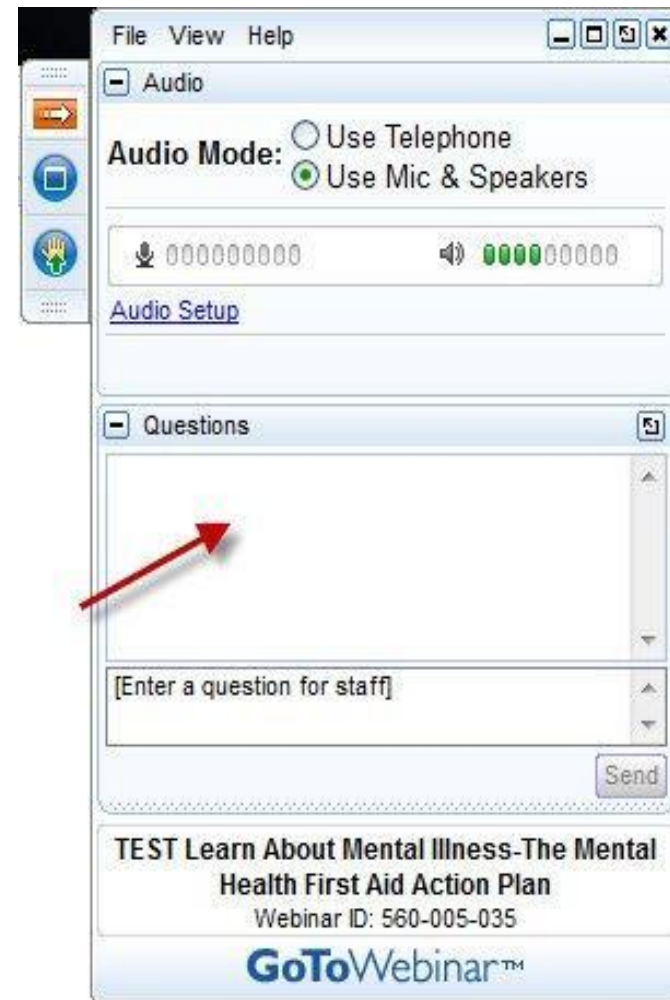 File View Help
Audio
Audio Mode: Use Telephone
Use Mic & Speakers
Audio Setup
Questions
[Enter a question for staff]
Send
TEST Learn About Mental Illness-The Mental
Health First Aid Action Plan
Webinar ID: 560-005-035
GoToWebinar™